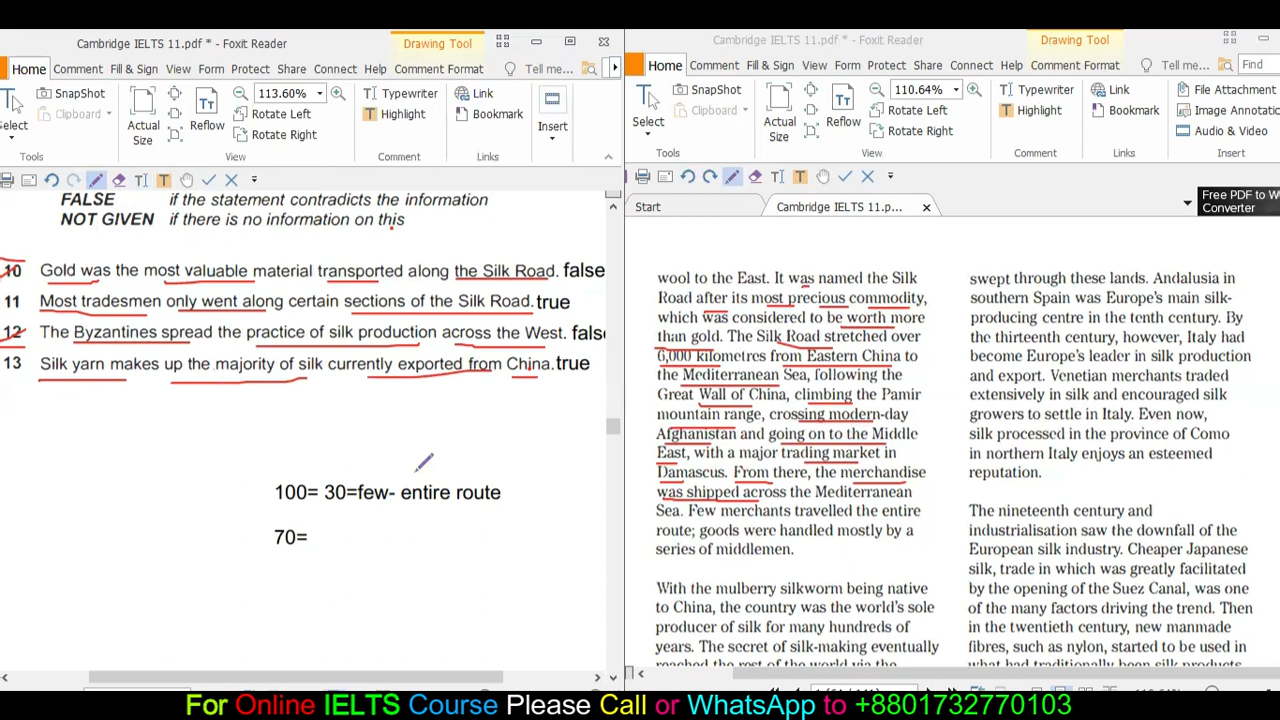 Cambridge IELTS 11.pdf * - Foxit Reader
Drawing Tool
Home Comment Fill & Sign View Form Protect Share Connect Help Comment Format Tell me...
SnapShot
Clipboard
Select
Tools
Actual Size
Reflow
113.60%
Rotate Left
Rotate Right
View
Typewriter
Highlight
Comment
Link
Bookmark
Links
Insert
FALSE if the statement contradicts the information
NOT GIVEN if there is no information on this
10 Gold was the most valuable material transported along the Silk Road. false
11 Most tradesmen only went along certain sections of the Silk Road. true
12 The Byzantines spread the practice of silk production across the West. false
13 Silk yarn makes up the majority of silk currently exported from China. true
100= 30=few- entire route
70=
Cambridge IELTS 11.pdf * - Foxit Reader
Drawing Tool
Home Comment Fill & Sign View Form Protect Share Connect Help Comment Format Tell me... Find
SnapShot
Clipboard
Select
Tools
Actual Size
Reflow
110.64%
Rotate Left
Rotate Right
View
Typewriter
Highlight
Comment
Link
Bookmark
Links
File Attachment
Image Annotatio
Audio & Video
Insert
Start
Cambridge IELTS 11.p...
Free PDF to W
Converter
wool to the East. It was named the Silk
Road after its most precious commodity,
which was considered to be worth more
than gold. The Silk Road stretched over
6,000 kilometres from Eastern China to
the Mediterranean Sea, following the
Great Wall of China, climbing the Pamir
mountain range, crossing modern-day
Afghanistan and going on to the Middle
East, with a major trading market in
Damascus. From there, the merchandise
was shipped across the Mediterranean
Sea. Few merchants travelled the entire
route; goods were handled mostly by a
series of middlemen.
With the mulberry silkworm being native
to China, the country was the world's sole
producer of silk for many hundreds of
years. The secret of silk-making eventually
reached the rest of the world via the
swept through these lands. Andalusia in
southern Spain was Europe's main silk-
producing centre in the tenth century. By
the thirteenth century, however, Italy had
become Europe's leader in silk production
and export. Venetian merchants traded
extensively in silk and encouraged silk
growers to settle in Italy. Even now,
silk processed in the province of Como
in northern Italy enjoys an esteemed
reputation.
The nineteenth century and
industrialisation saw the downfall of the
European silk industry. Cheaper Japanese
silk, trade in which was greatly facilitated
by the opening of the Suez Canal, was one
of the many factors driving the trend. Then
in the twentieth century, new manmade
fibres, such as nylon, started to be used in
what had traditionally been silk products
For Online IELTS Course Please Call or WhatsApp to +8801732770103